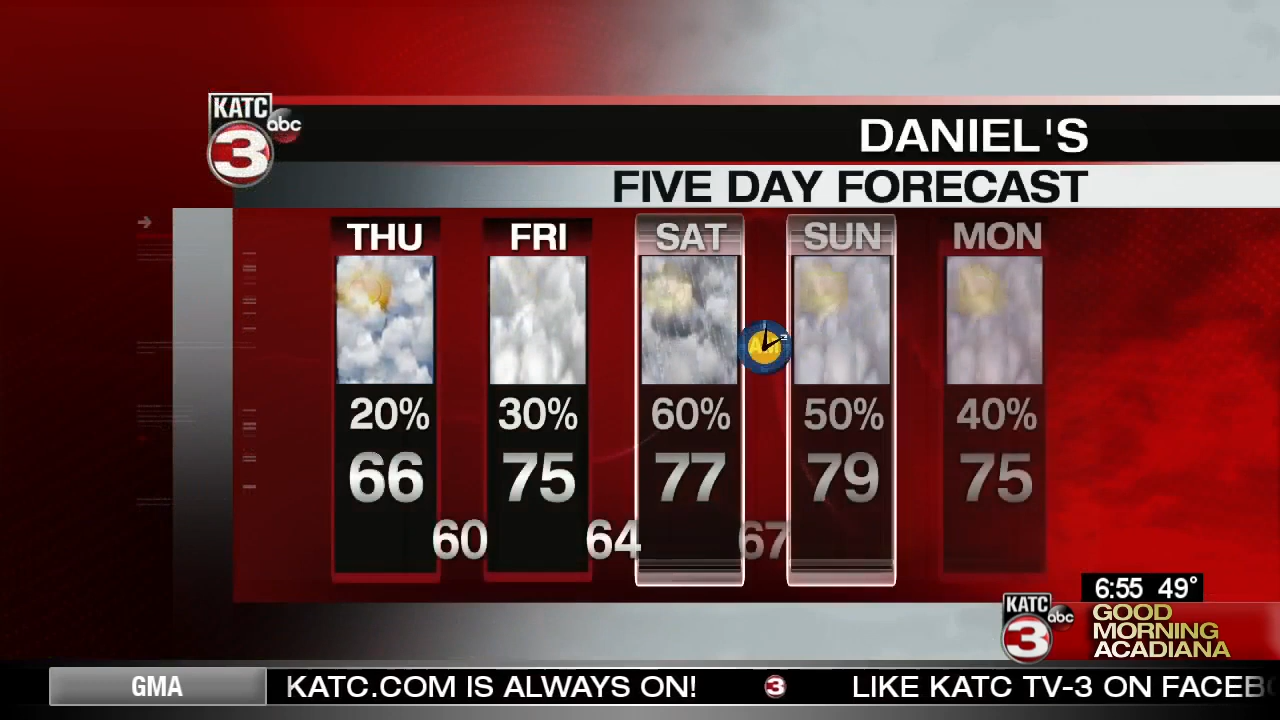 KATC
abc
3
DANIEL'S
FIVE DAY FORECAST
THU FRI SAT SUN MON
20% 30% 60% 50% 40%
66 75 77 79 75
60 64 67
6:55 49°
KATC
abc
3
GOOD
MORNING
ACADIANA
GMA KATC.COM IS ALWAYS ON! 3 LIKE KATC TV-3 ON